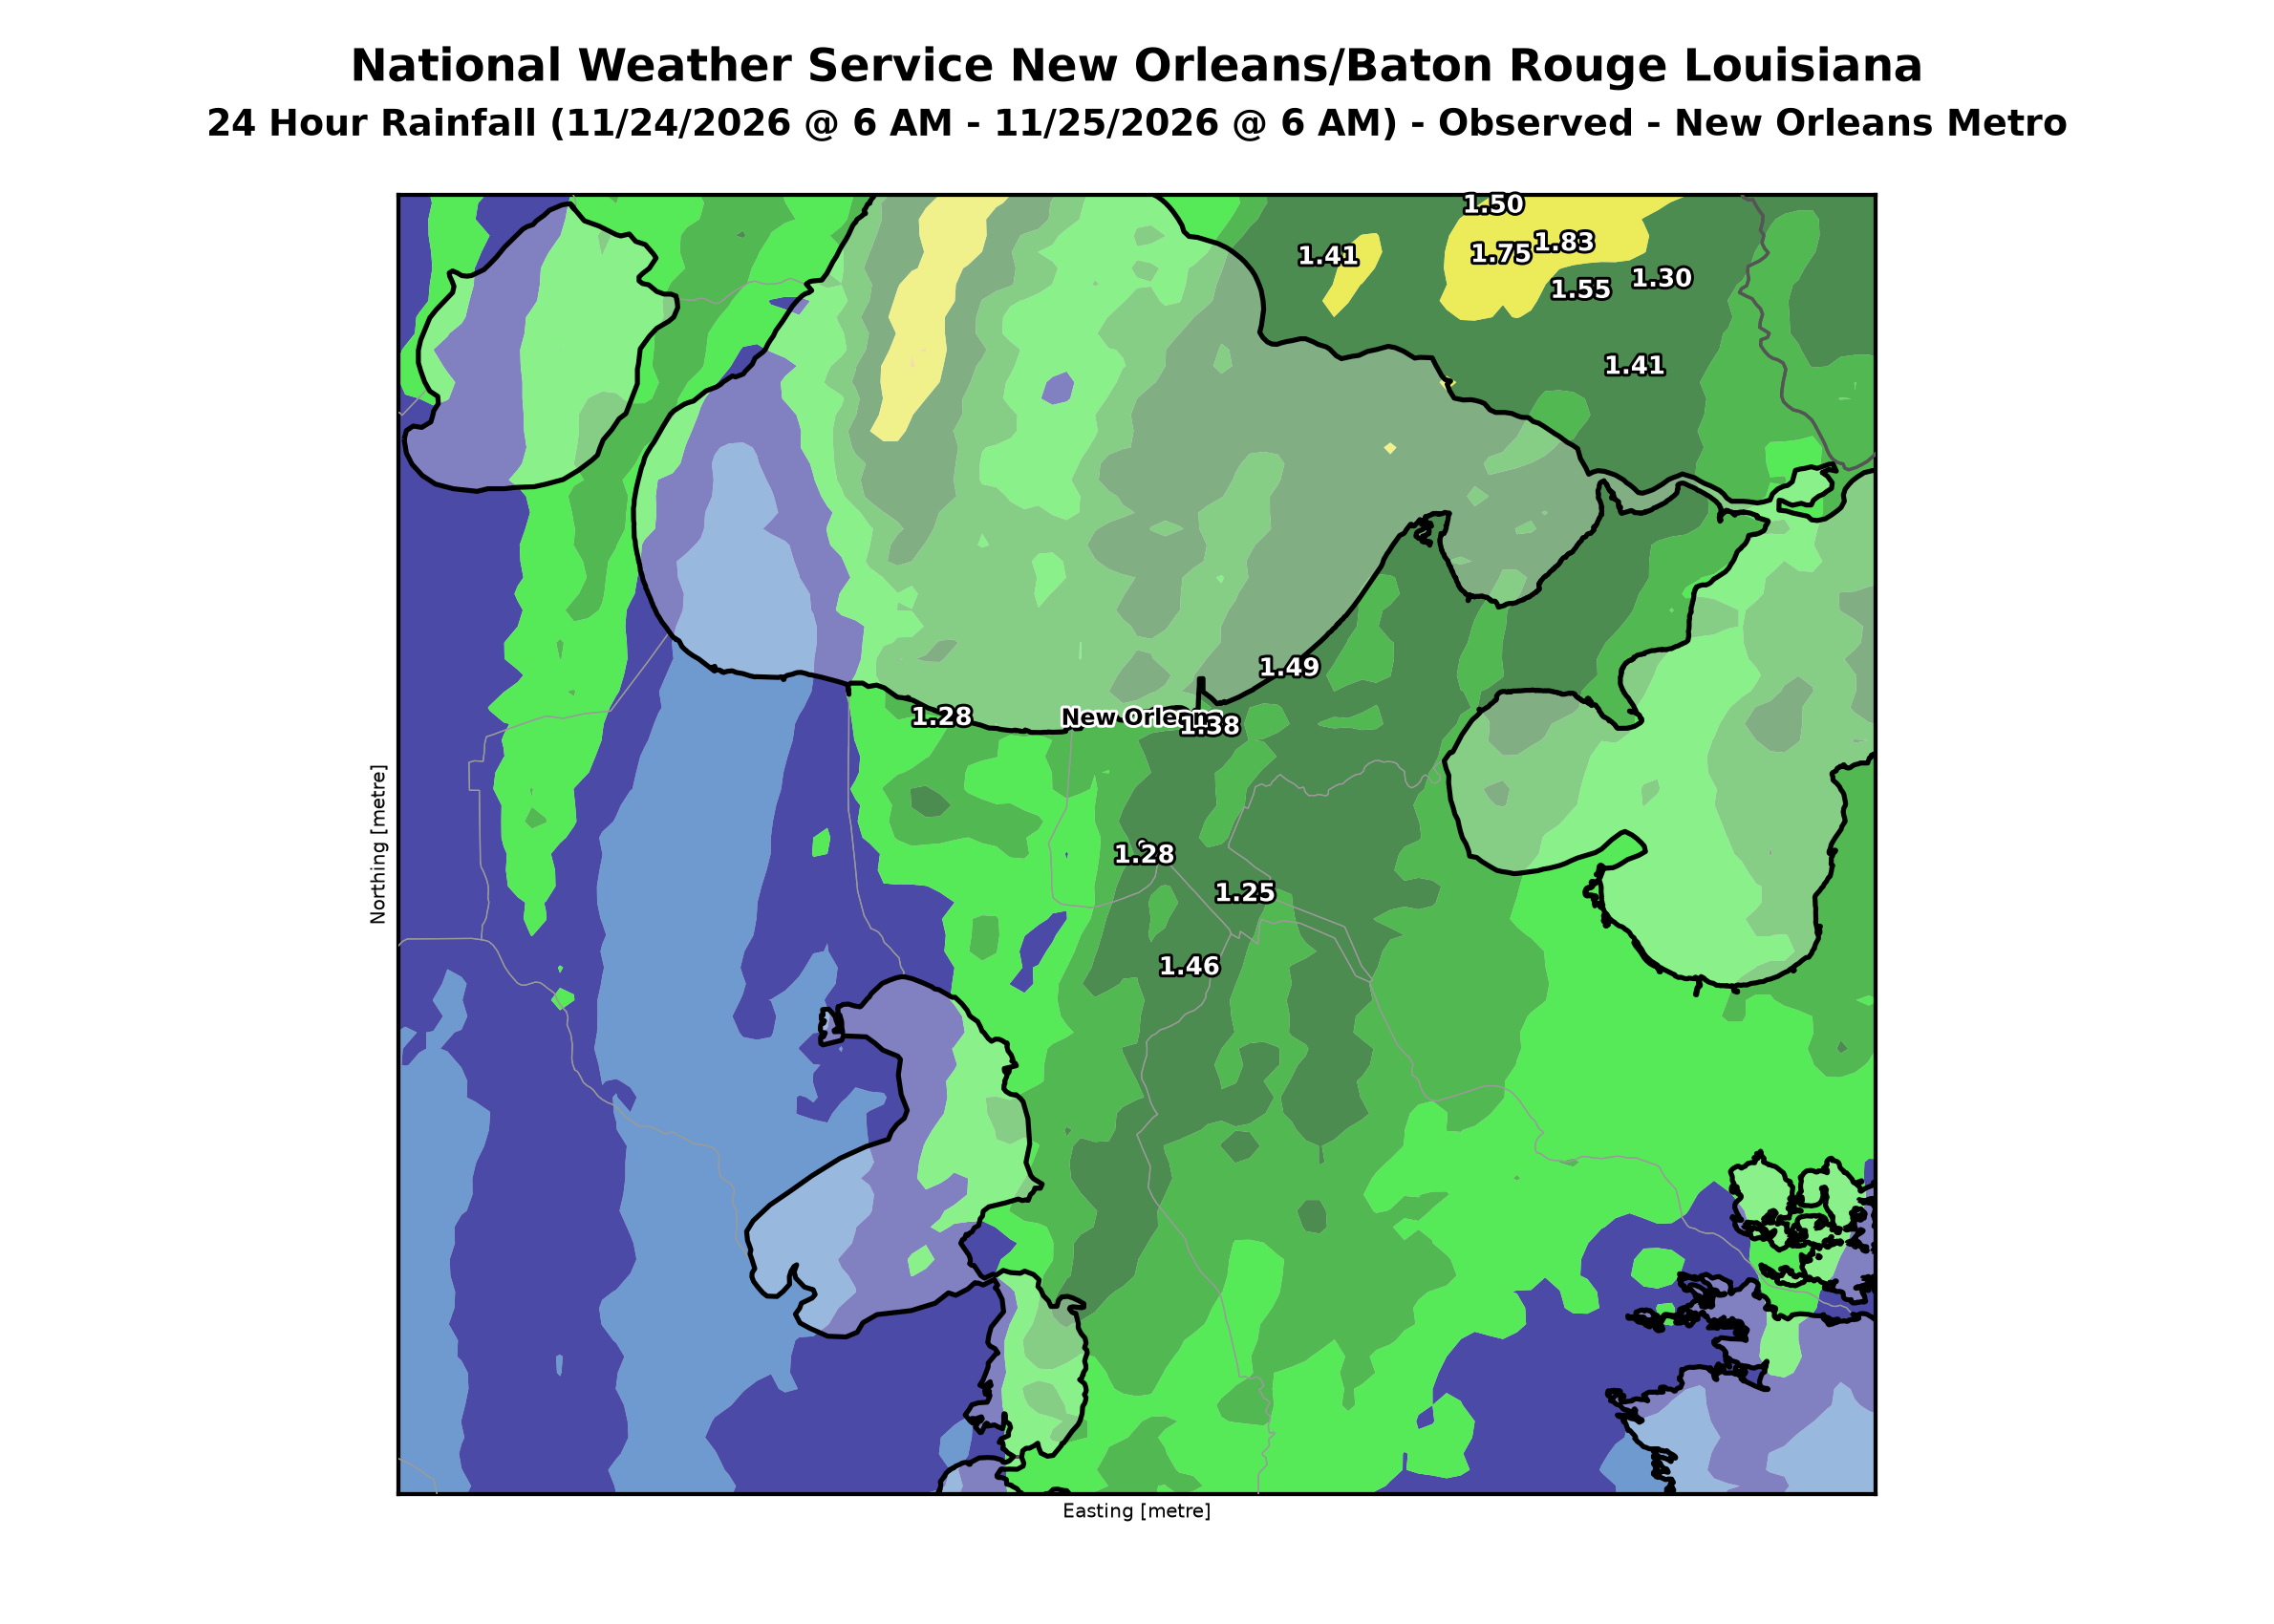 National Weather Service New Orleans/Baton Rouge Louisiana
24 Hour Rainfall (11/24/2026 @ 6 AM - 11/25/2026 @ 6 AM) - Observed - New Orleans Metro
1.50
1.41
1.75
1.83
1.55
1.30
1.41
1.49
1.28
New Orleans
1.38
1.28
1.25
1.46
Northing [metre]
Easting [metre]